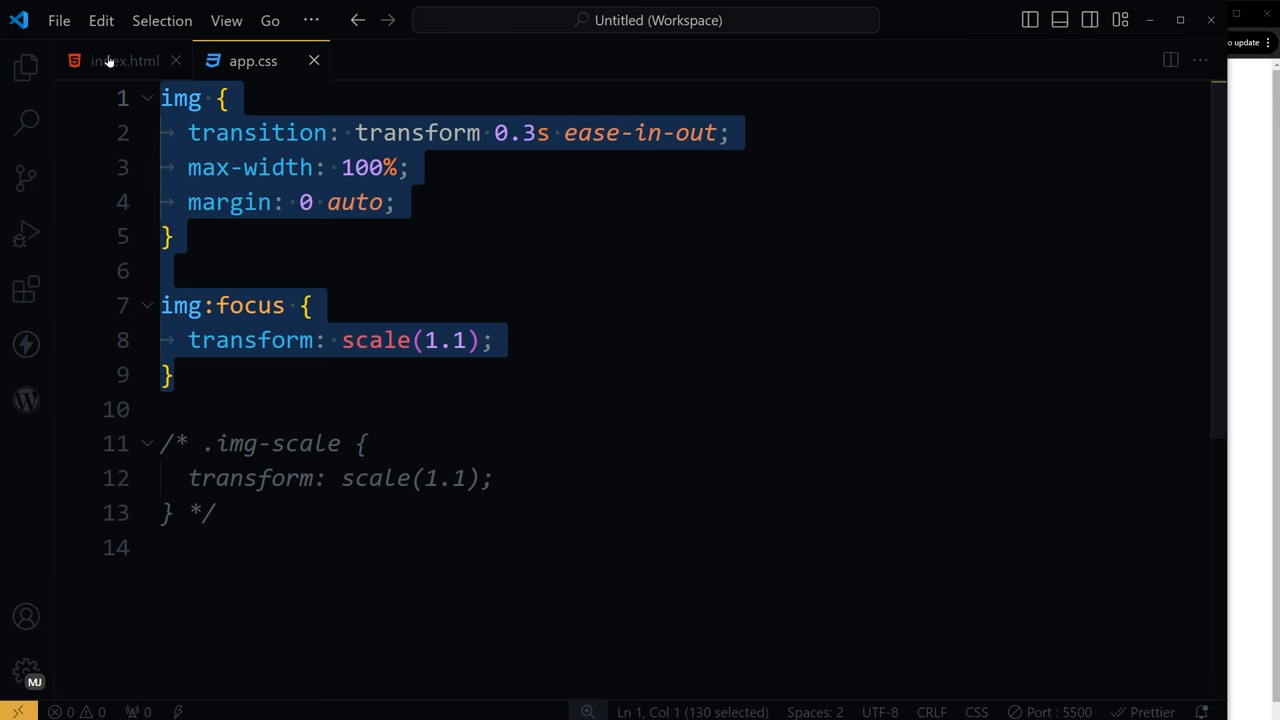 File Edit Selection View Go ··· Untitled (Workspace)
o update
index.html app.css
1 img {
2 transition: transform 0.3s ease-in-out;
3 max-width: 100%;
4 margin: 0 auto;
5 }
6
7 img:focus {
8 transform: scale(1.1);
9 }
10
11 /* .img-scale {
12 transform: scale(1.1);
13 } */
14
MJ
0 0 0 Ln 1, Col 1 (130 selected) Spaces: 2 UTF-8 CRLF CSS Port : 5500 Prettier